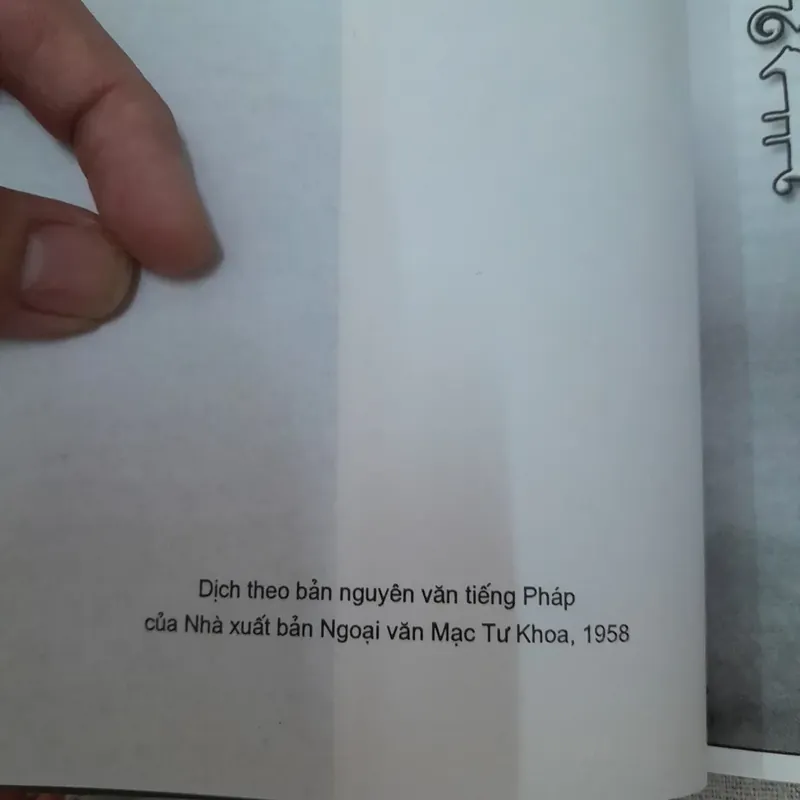 Dịch theo bản nguyên văn tiếng Pháp
của Nhà xuất bản Ngoại văn Mạc Tư Khoa, 1958